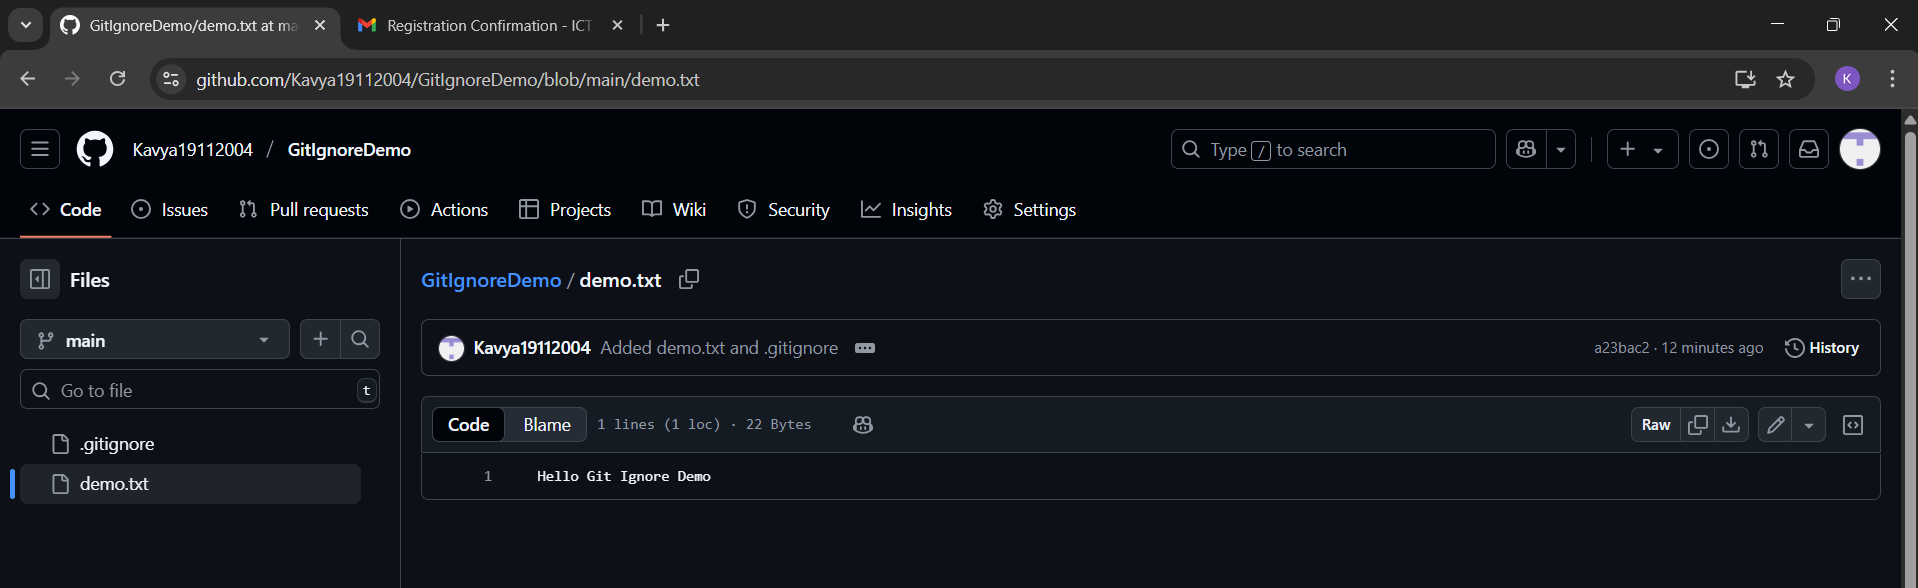 GitIgnoreDemo/demo.txt at ma
Registration Confirmation - ICT
github.com/Kavya19112004/GitIgnoreDemo/blob/main/demo.txt
K
Kavya19112004 / GitIgnoreDemo
Type / to search
Code
Issues
Pull requests
Actions
Projects
Wiki
Security
Insights
Settings
Files
main
Go to file
t
.gitignore
demo.txt
GitIgnoreDemo / demo.txt
Kavya19112004 Added demo.txt and .gitignore
a23bac2 · 12 minutes ago
History
Code
Blame
1 lines (1 loc) · 22 Bytes
Raw
1 Hello Git Ignore Demo